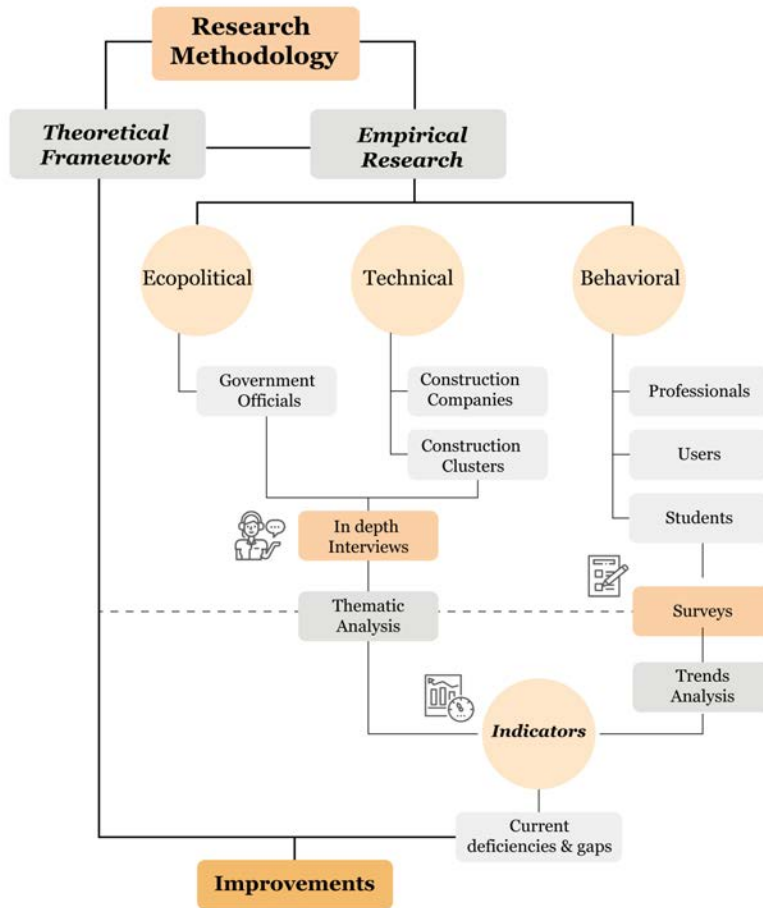 Research
Methodology
Theoretical
Framework
Empirical
Research
Ecopolitical
Technical
Behavioral
Government
Officials
Construction
Companies
Professionals
Construction
Clusters
Users
In depth
Interviews
Students
Thematic
Analysis
Surveys
Trends
Analysis
Indicators
Current
deficiencies & gaps
Improvements